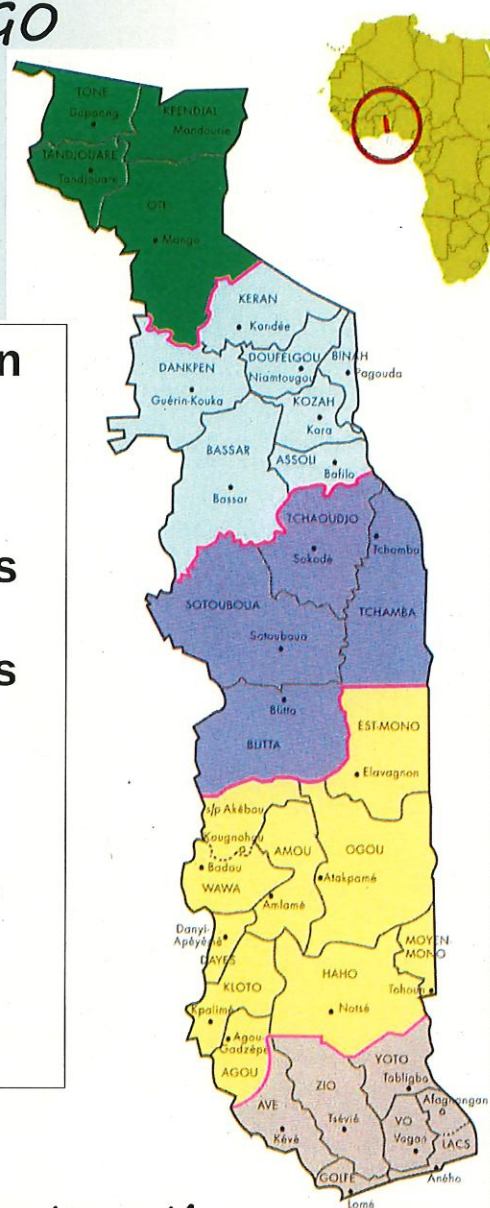 GO
TONE
Dapaong
KPENDJAL
Mandourie
TANDJOUARE
Tandjouare
OTI
Mango
KERAN
Kandée
DANKPEN
Guérin-Kouka
DOUFELGOU
Niamtougou
BINAH
Pagouda
KOZAH
Kara
BASSAR
Bassar
ASSOLI
Bafilo
TCHAOUDJO
Sokodé
Tchamba
TCHAMBA
SOTOUBOUA
Sotouboua
Blitta
BLITTA
EST-MONO
Elavagnon
s/p Akébou
Kougnohou
Badou
WAWA
AMOU
Amlamé
OGOU
Atakpamé
Danyi-
Apéyémé
DAYES
KLOTO
Kpalimé
Agou-
Gadzépé
AGOU
HAHO
Notsé
MOYEN-
MONO
Tohoun
YOTO
Tabligbo
ZIO
Tsévié
AVE
Kévé
VO
Vogan
Afagnangan
LACS
Aného
GOLFE
Lomé
n
s
s